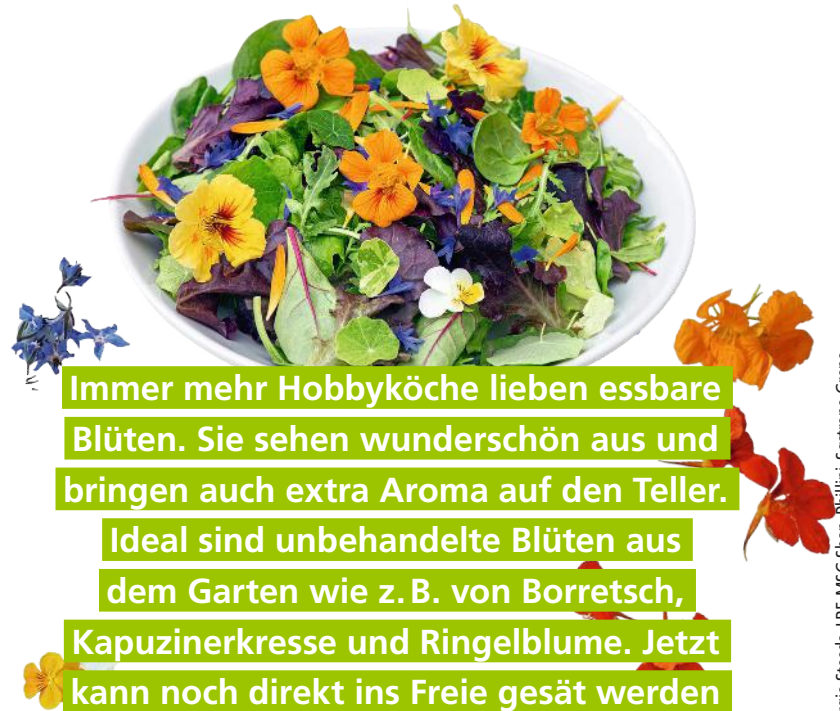 Immer mehr Hobbyköche lieben essbare
Blüten. Sie sehen wunderschön aus und
bringen auch extra Aroma auf den Teller.
Ideal sind unbehandelte Blüten aus
dem Garten wie z. B. von Borretsch,
Kapuzinerkresse und Ringelblume. Jetzt
kann noch direkt ins Freie gesät werden